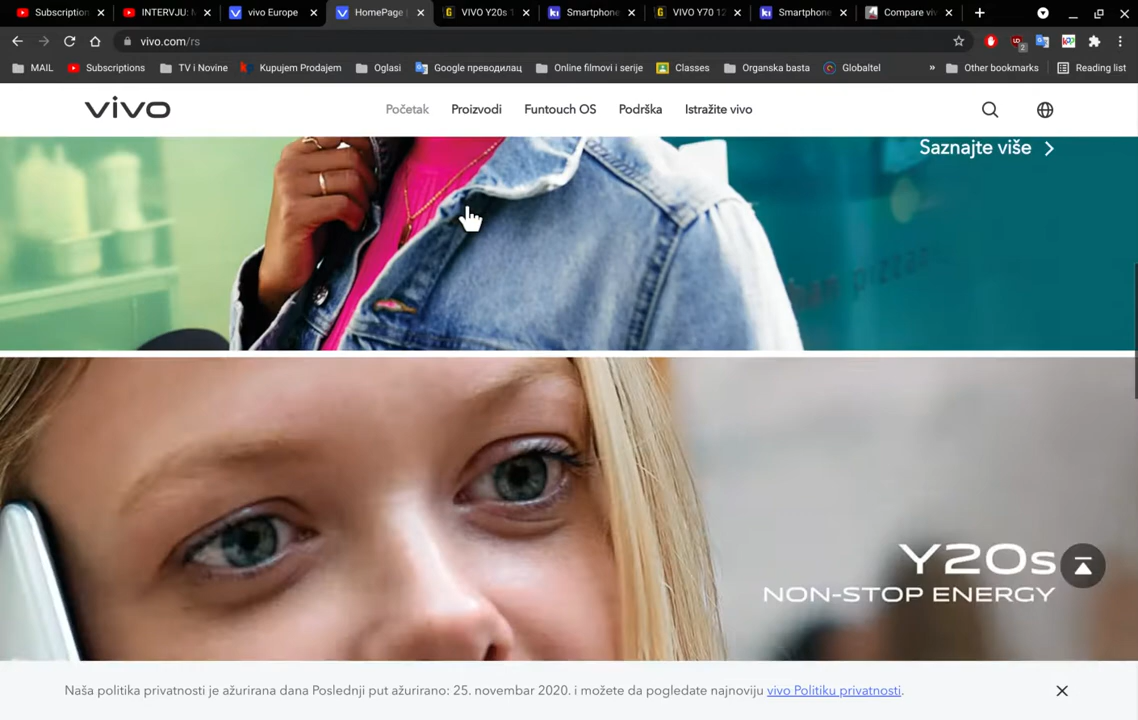 Subscription
INTERVJU: M
vivo Europe
HomePage |
VIVO Y20s 1
Smartphone
VIVO Y70 12
Smartphone
Compare viv
vivo.com/rs
MAIL
Subscriptions
TV i Novine
Kupujem Prodajem
Oglasi
Google преводилац
Online filmovi i serije
Classes
Organska basta
Globaltel
»
Other bookmarks
Reading list
vivo
Početak
Proizvodi
Funtouch OS
Podrška
Istražite vivo
Saznajte više
Y20s
NON-STOP ENERGY
Naša politika privatnosti je ažurirana dana Poslednji put ažurirano: 25. novembar 2020. i možete da pogledate najnoviju vivo Politiku privatnosti.